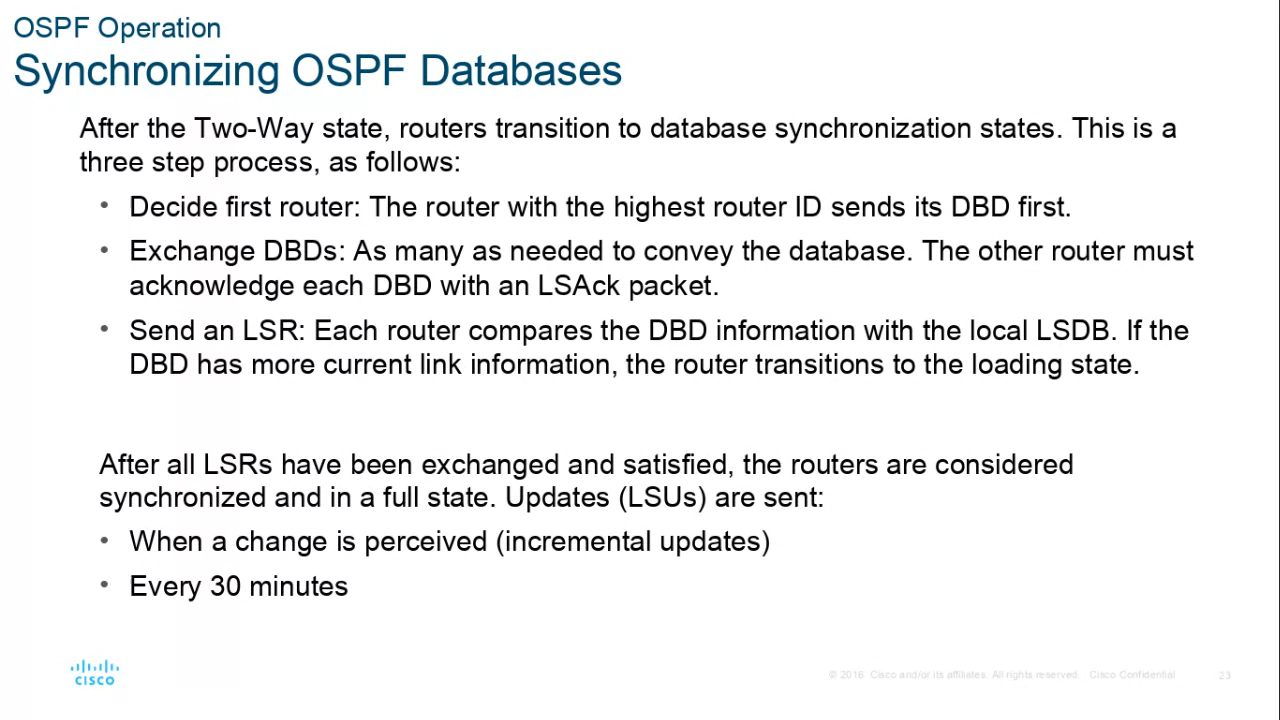 OSPF Operation
Synchronizing OSPF Databases
After the Two-Way state, routers transition to database synchronization states. This is a
three step process, as follows:
• Decide first router: The router with the highest router ID sends its DBD first.
• Exchange DBDs: As many as needed to convey the database. The other router must
acknowledge each DBD with an LSAck packet.
• Send an LSR: Each router compares the DBD information with the local LSDB. If the
DBD has more current link information, the router transitions to the loading state.
After all LSRs have been exchanged and satisfied, the routers are considered
synchronized and in a full state. Updates (LSUs) are sent:
• When a change is perceived (incremental updates)
• Every 30 minutes
CISCO
© 2016 Cisco and/or its affiliates. All rights reserved. Cisco Confidential
23